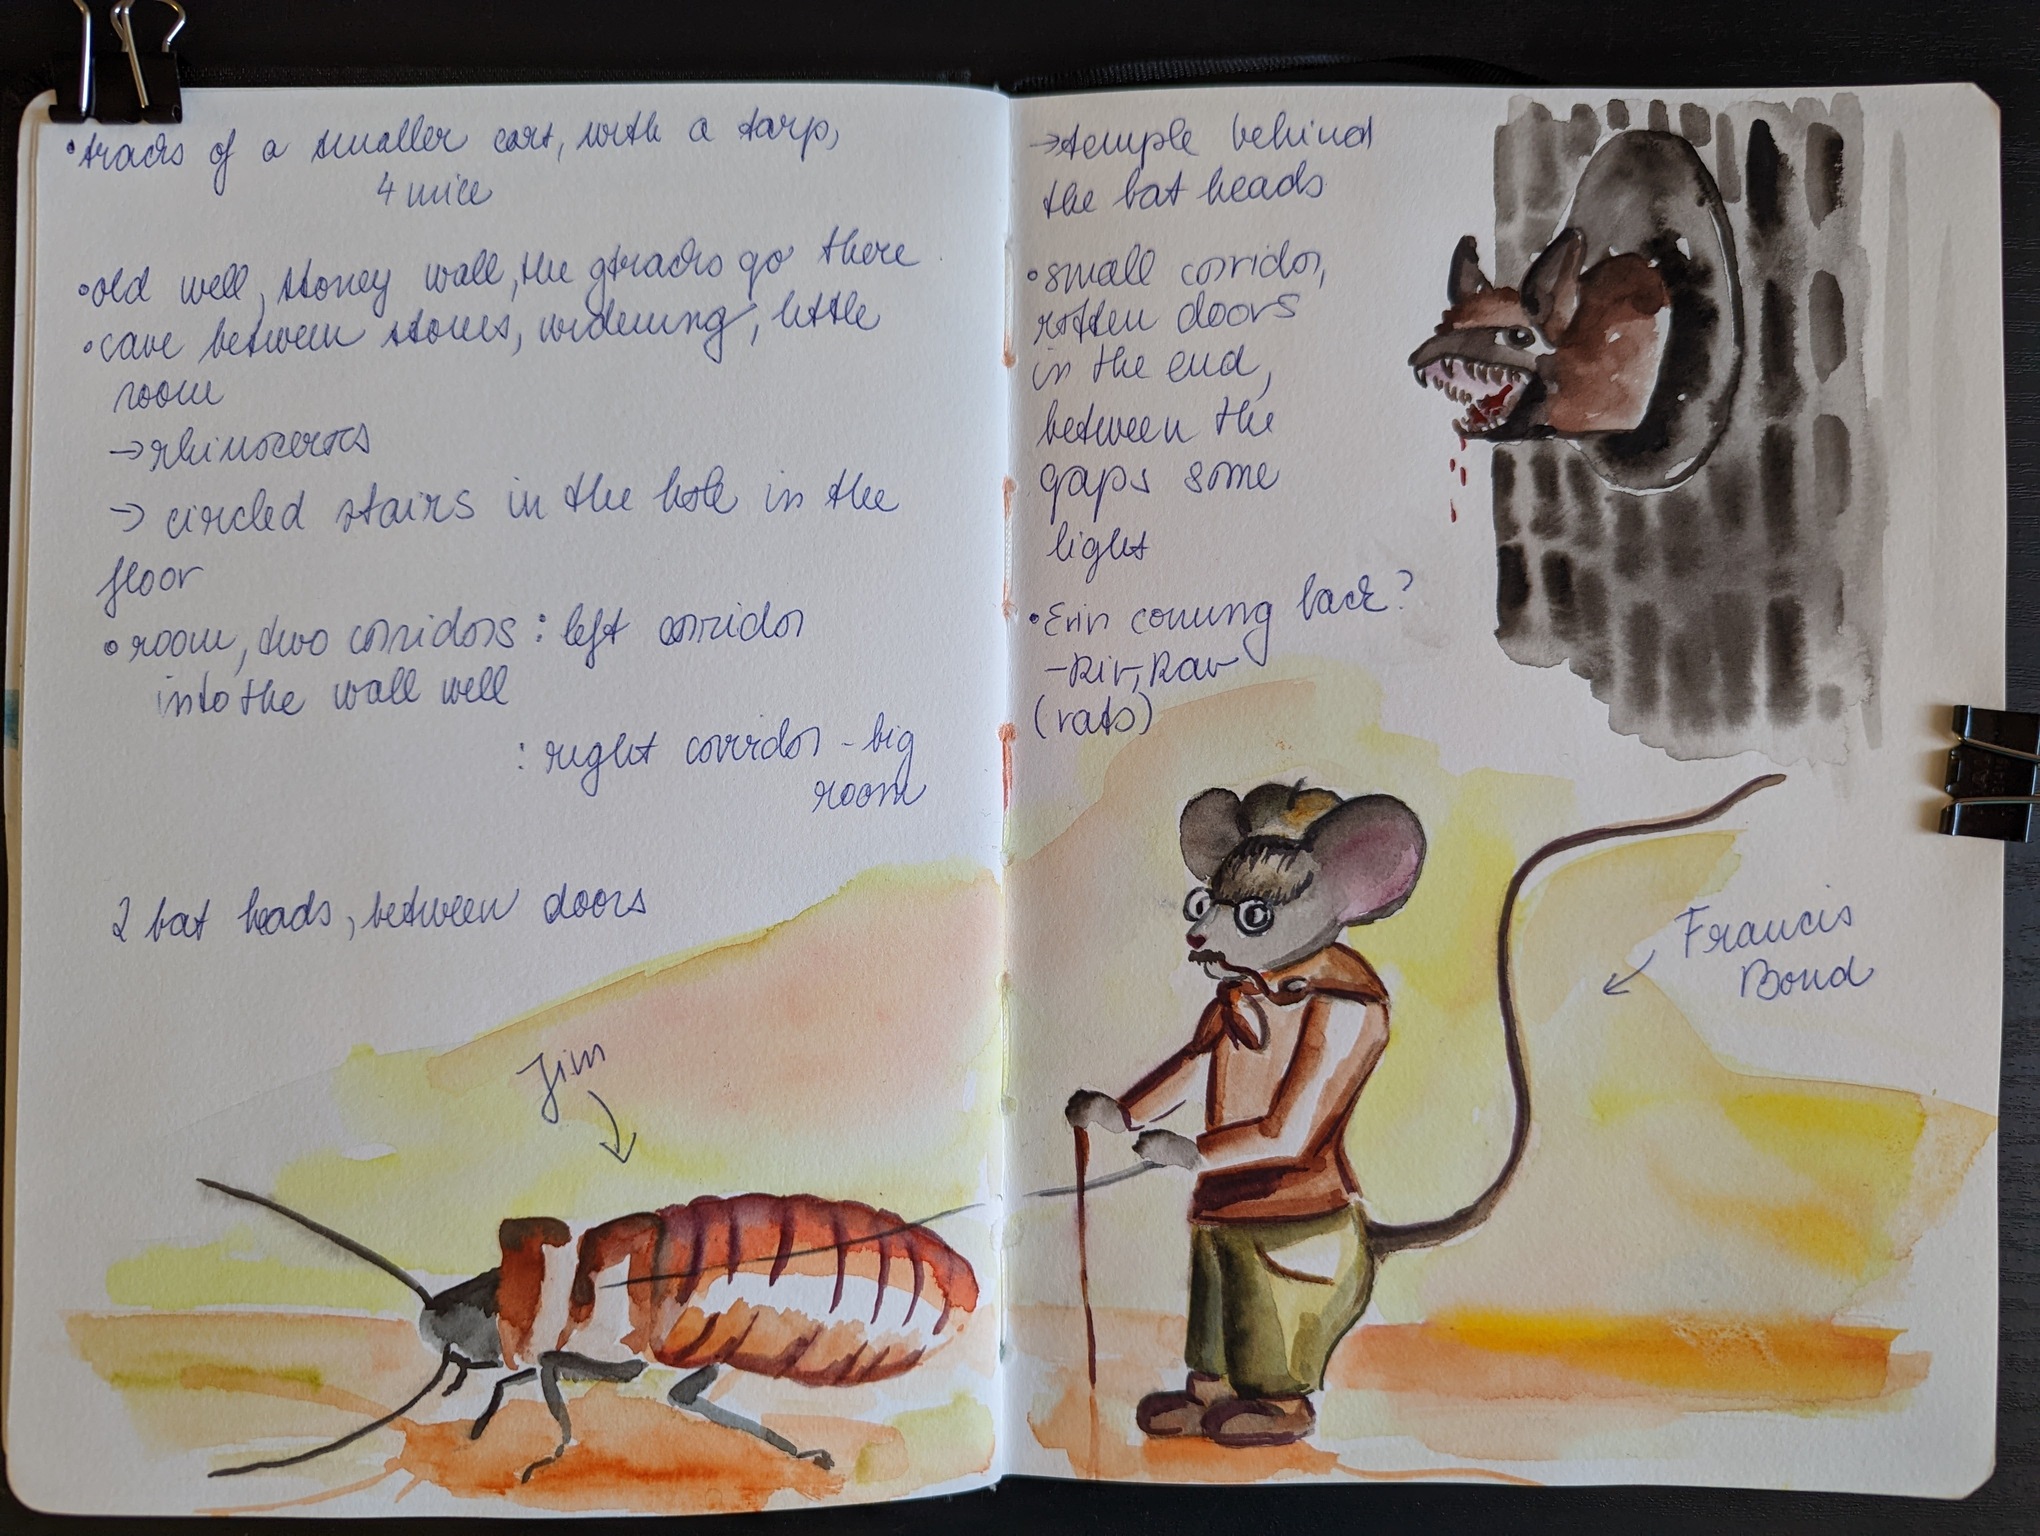 • tracks of a smaller cart, with a tarp,
4 mice
• old well, stoney wall, the tracks go there
• cave between stones, widening, little
room
→ rhinoceros
→ circled stairs in the hole in the
floor
• room, two corridors : left corridor
into the wall well
: right corridor - big
room
2 bat heads, between doors
Jim
→ temple behind
the bat heads
• small corridor,
rotten doors
in the end,
between the
gaps some
light
• Erin coming back?
- Riv, Rav
(rats)
Francis
Bond